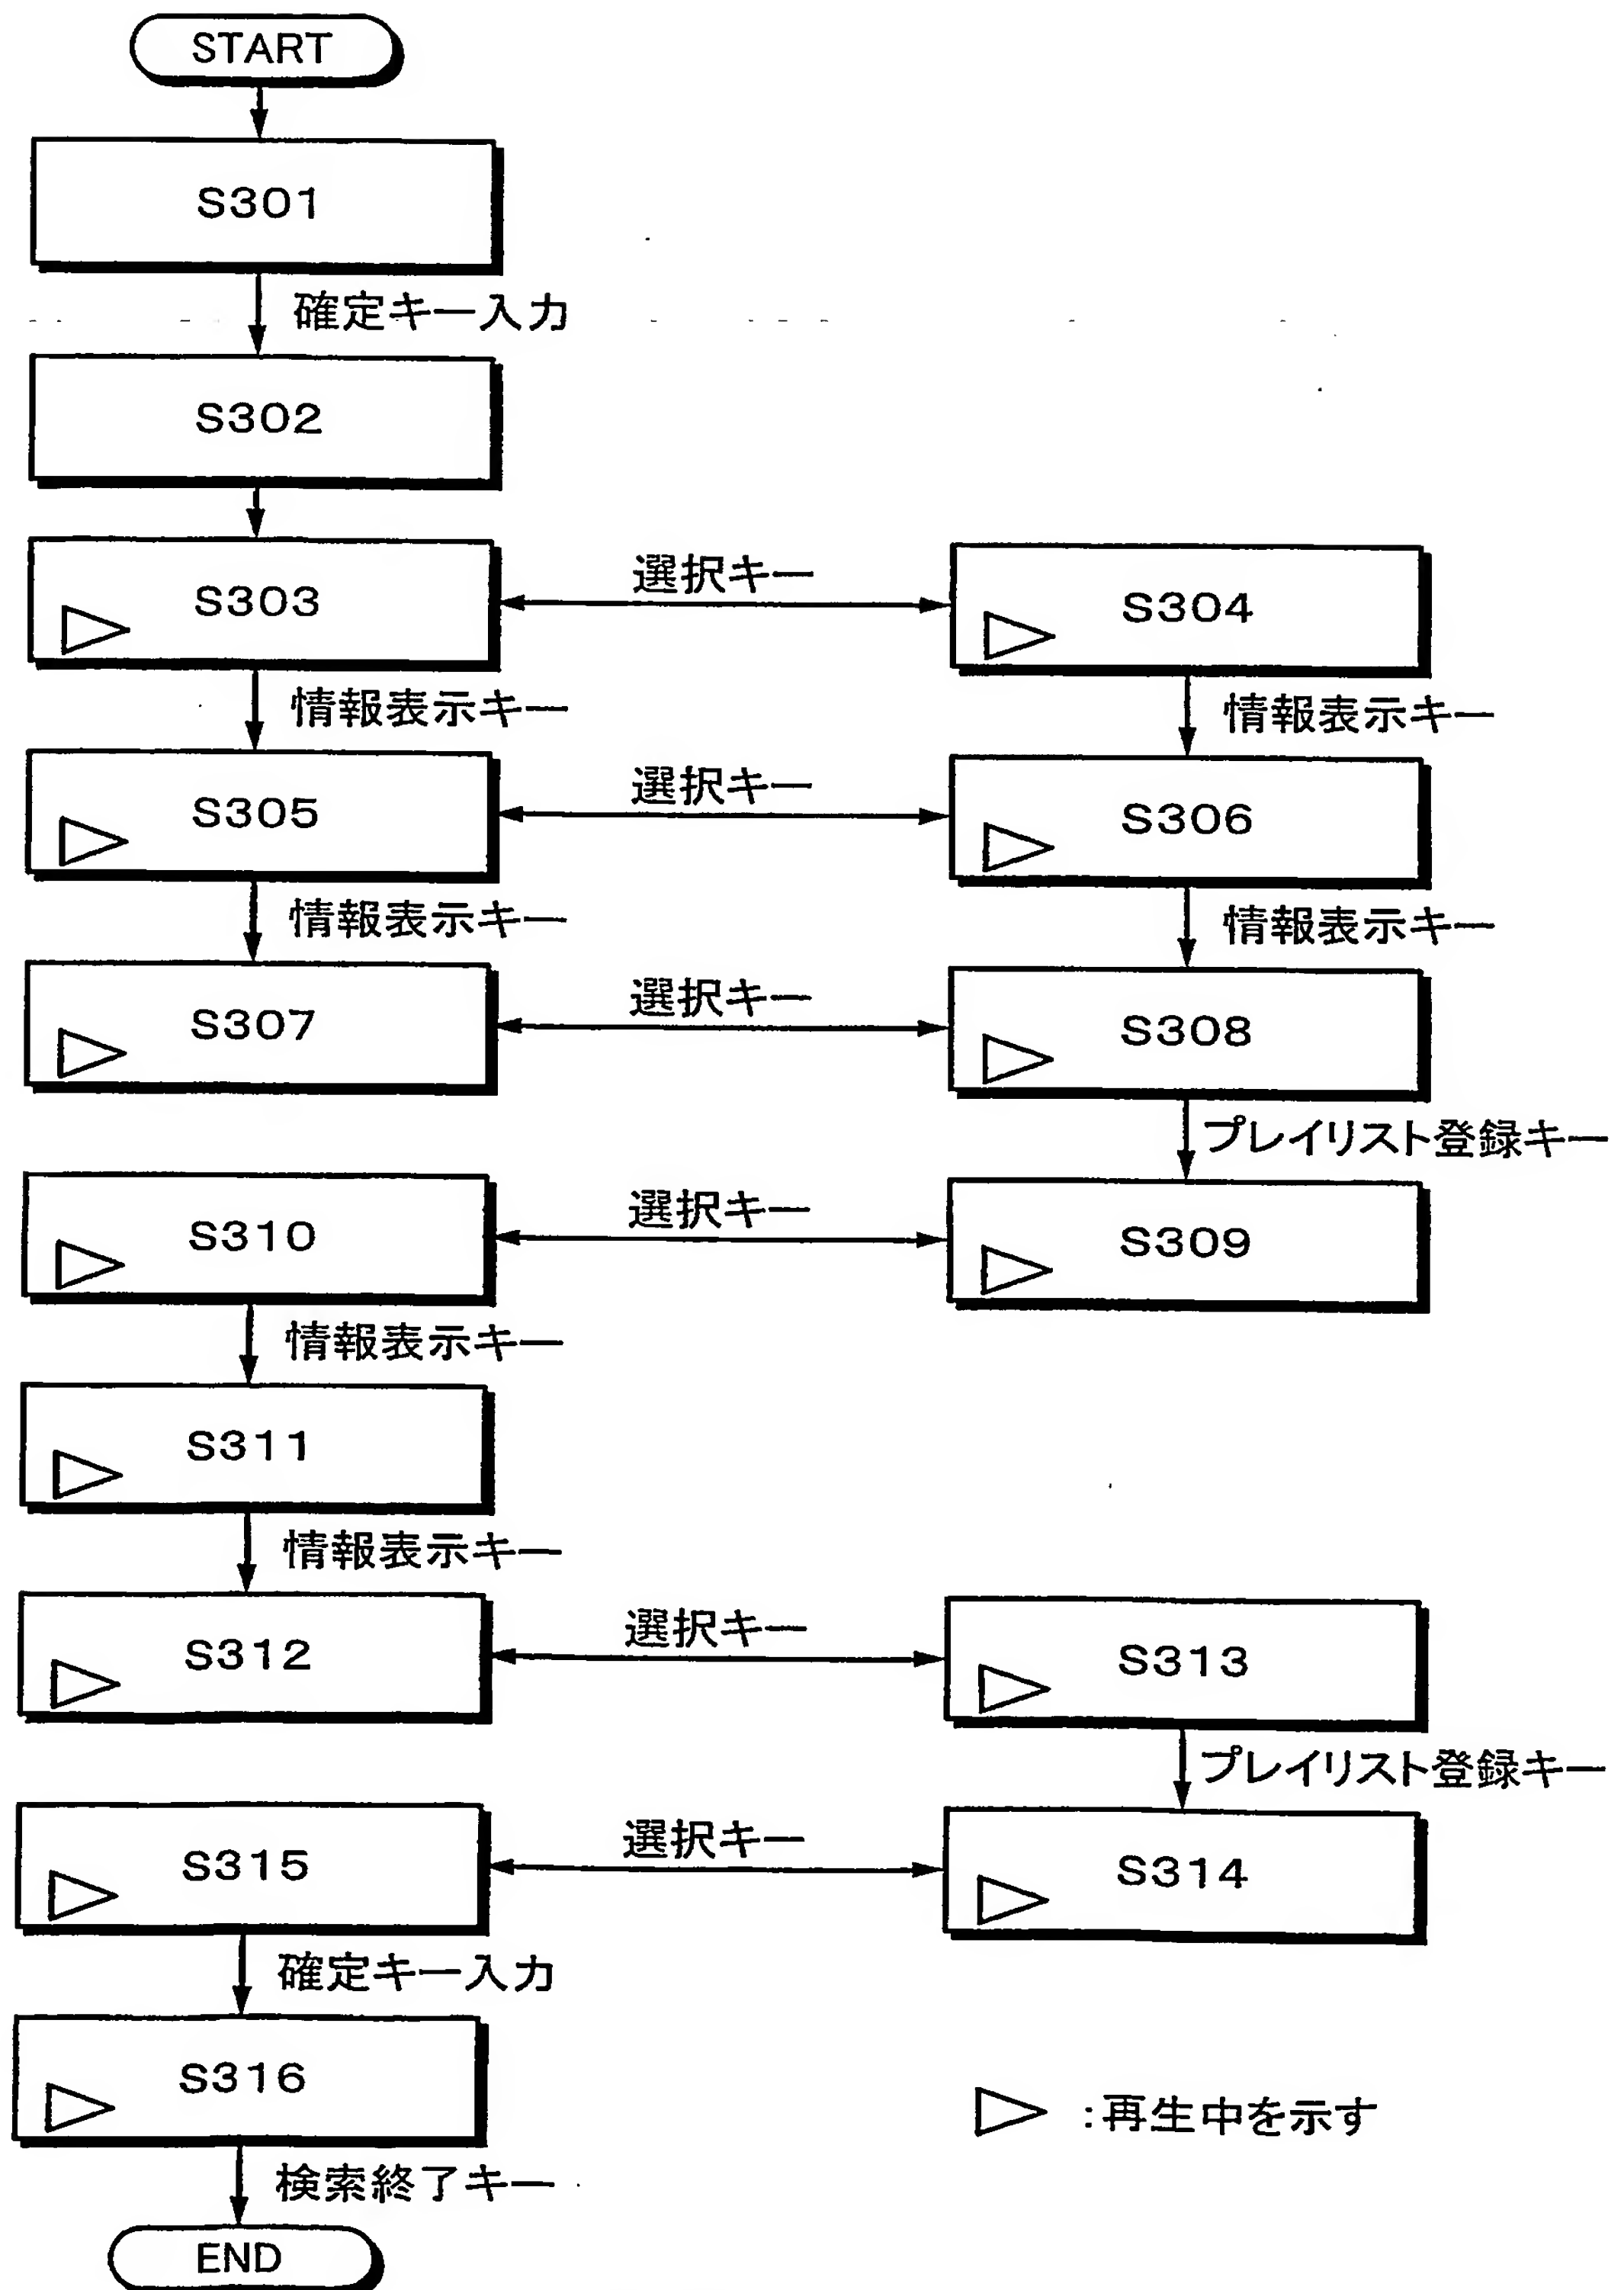 START
S301
確定キー入力
S302
S303
選択キー
S304
情報表示キー
情報表示キー
S305
選択キー
S306
情報表示キー
情報表示キー
S307
選択キー
S308
プレイリスト登録キー
S310
選択キー
S309
情報表示キー
S311
情報表示キー
S312
選択キー
S313
プレイリスト登録キー
S315
選択キー
S314
確定キー入力
S316
:再生中を示す
検索終了キー
END